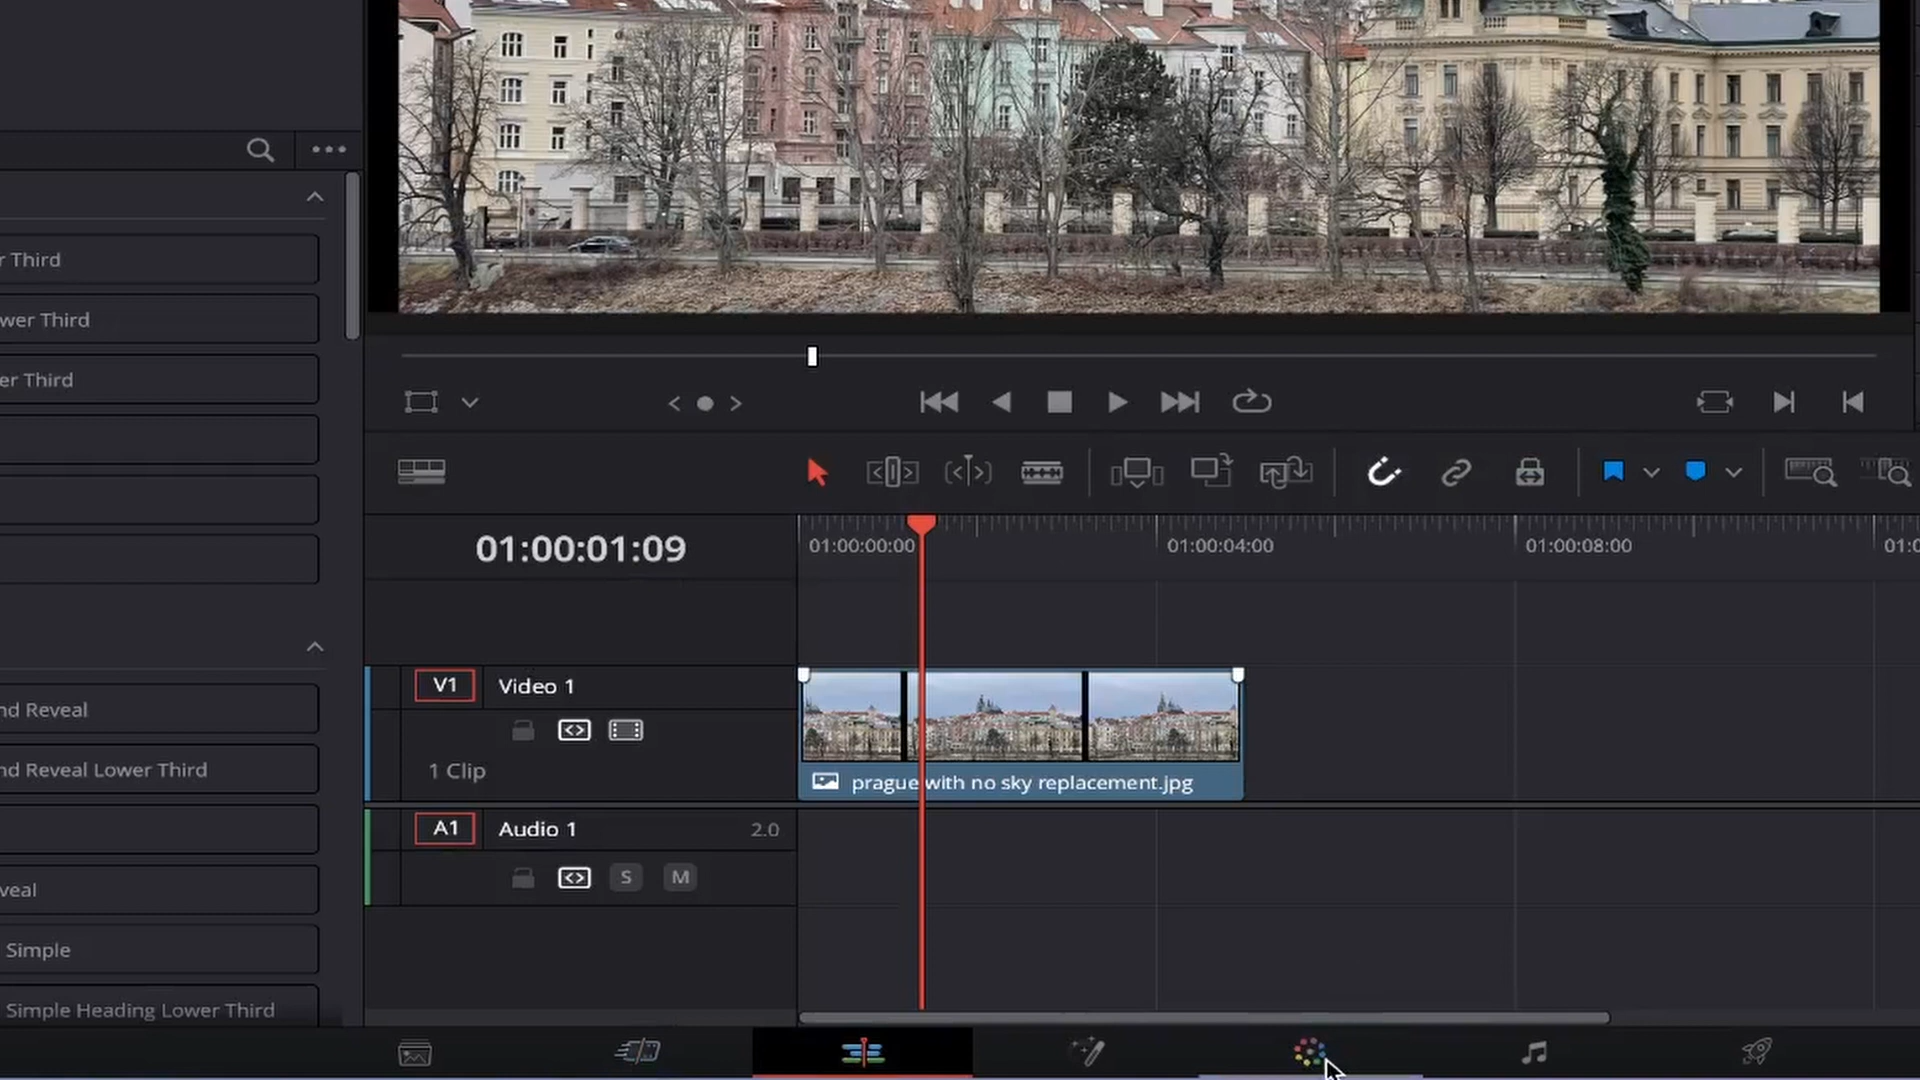 r Third
wer Third
er Third
01:00:01:09
01:00:00:00
01:00:04:00
01:00:08:00
01:0
V1
Video 1
1 Clip
prague with no sky replacement.jpg
A1
Audio 1
2.0
S
M
nd Reveal
nd Reveal Lower Third
veal
Simple
Simple Heading Lower Third